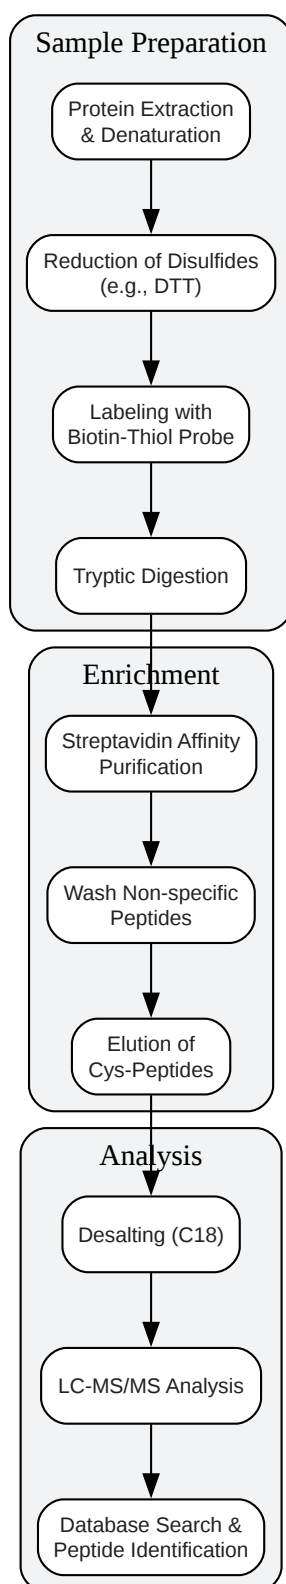 Sample Preparation
Protein Extraction
& Denaturation
Reduction of Disulfides
(e.g., DTT)
Labeling with
Biotin-Thiol Probe
Tryptic Digestion
Enrichment
Streptavidin Affinity
Purification
Wash Non-specific
Peptides
Elution of
Cys-Peptides
Analysis
Desalting (C18)
LC-MS/MS Analysis
Database Search &
Peptide Identification